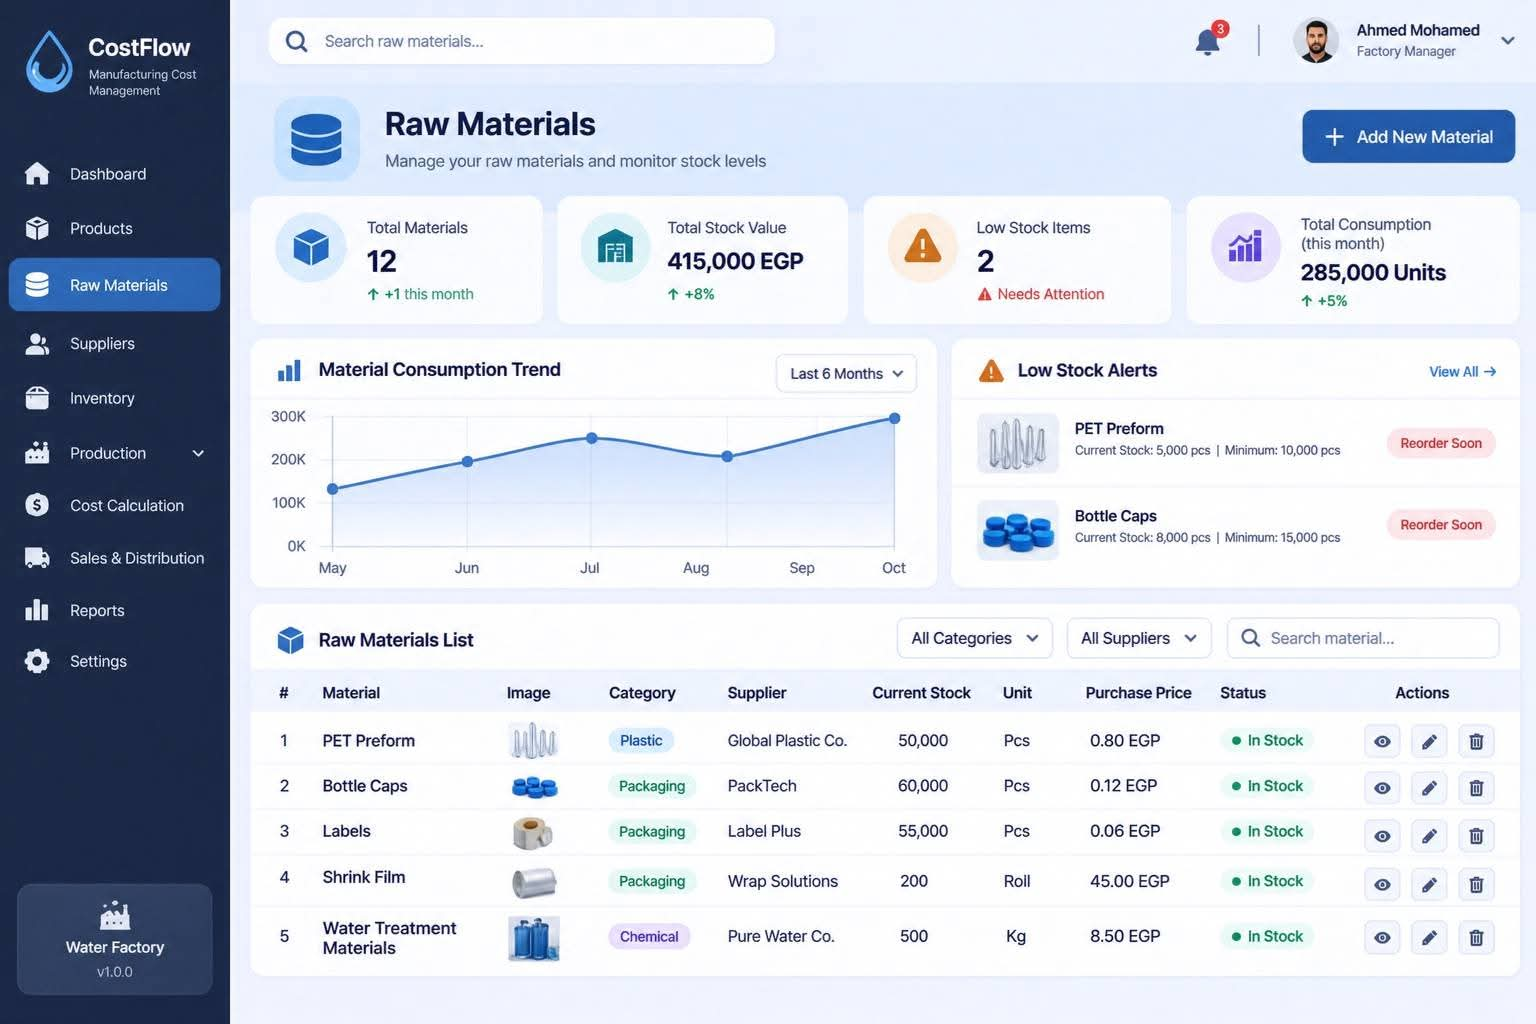 CostFlow
Manufacturing Cost
Management
Dashboard
Products
Raw Materials
Suppliers
Inventory
Production
Cost Calculation
Sales & Distribution
Reports
Settings
Water Factory
v1.0.0
Search raw materials...
3
Ahmed Mohamed
Factory Manager
Raw Materials
Manage your raw materials and monitor stock levels
+ Add New Material
Total Materials
12
↑ +1 this month
Total Stock Value
415,000 EGP
↑ +8%
Low Stock Items
2
Needs Attention
Total Consumption
(this month)
285,000 Units
↑ +5%
Material Consumption Trend
Last 6 Months
300K
200K
100K
0K
May Jun Jul Aug Sep Oct
Low Stock Alerts
View All →
PET Preform
Current Stock: 5,000 pcs | Minimum: 10,000 pcs
Reorder Soon
Bottle Caps
Current Stock: 8,000 pcs | Minimum: 15,000 pcs
Reorder Soon
Raw Materials List
All Categories
All Suppliers
Search material...
# Material Image Category Supplier Current Stock Unit Purchase Price Status Actions
1 PET Preform Plastic Global Plastic Co. 50,000 Pcs 0.80 EGP In Stock
2 Bottle Caps Packaging PackTech 60,000 Pcs 0.12 EGP In Stock
3 Labels Packaging Label Plus 55,000 Pcs 0.06 EGP In Stock
4 Shrink Film Packaging Wrap Solutions 200 Roll 45.00 EGP In Stock
5 Water Treatment Materials Chemical Pure Water Co. 500 Kg 8.50 EGP In Stock